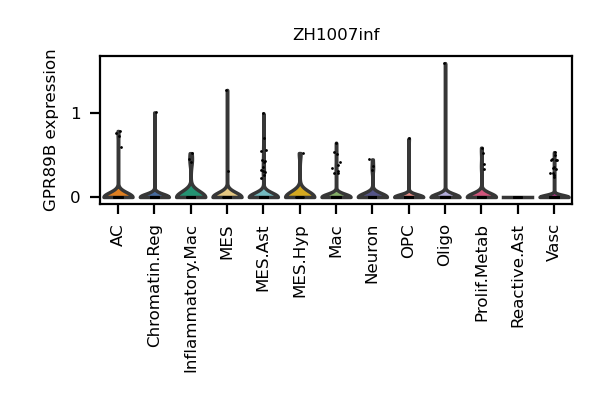 ZH1007inf
GPR89B expression
1
0
AC
Chromatin.Reg
Inflammatory.Mac
MES
MES.Ast
MES.Hyp
Mac
Neuron
OPC
Oligo
Prolif.Metab
Reactive.Ast
Vasc